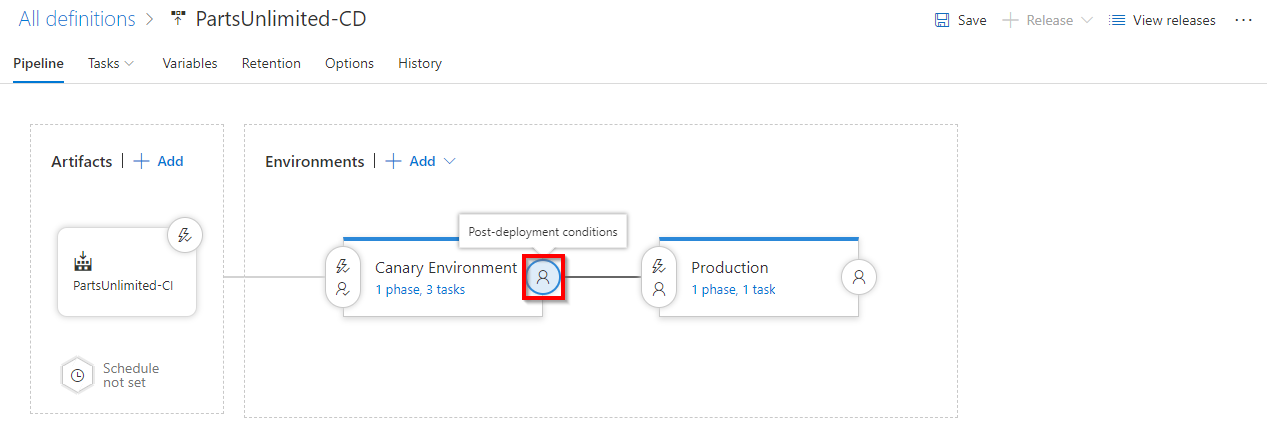 All definitions > PartsUnlimited-CD
Save
Release
View releases
...
Pipeline
Tasks
Variables
Retention
Options
History
Artifacts | + Add
Environments | + Add
Post-deployment conditions
PartsUnlimited-CI
Canary Environment
1 phase, 3 tasks
Production
1 phase, 1 task
Schedule
not set